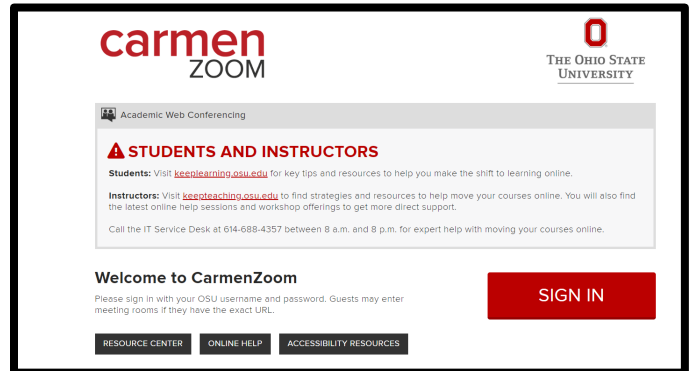 carmen
ZOOM
THE OHIO STATE
UNIVERSITY
Academic Web Conferencing
STUDENTS AND INSTRUCTORS
Students: Visit keeplearning.osu.edu for key tips and resources to help you make the shift to learning online.
Instructors: Visit keepteaching.osu.edu to find strategies and resources to help move your courses online. You will also find
the latest online help sessions and workshop offerings to get more direct support.
Call the IT Service Desk at 614-688-4357 between 8 a.m. and 8 p.m. for expert help with moving your courses online.
Welcome to CarmenZoom
Please sign in with your OSU username and password. Guests may enter
meeting rooms if they have the exact URL.
SIGN IN
RESOURCE CENTER ONLINE HELP ACCESSIBILITY RESOURCES